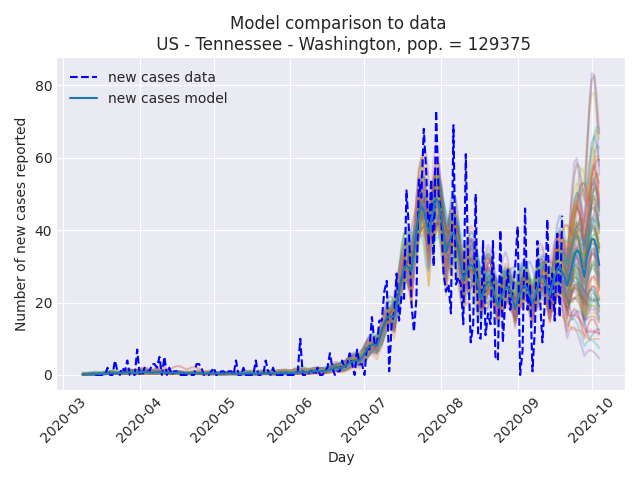 Model comparison to data
US - Tennessee - Washington, pop. = 129375
new cases data
new cases model
Number of new cases reported
80
60
40
20
0
2020-03
2020-04
2020-05
2020-06
2020-07
2020-08
2020-09
2020-10
Day